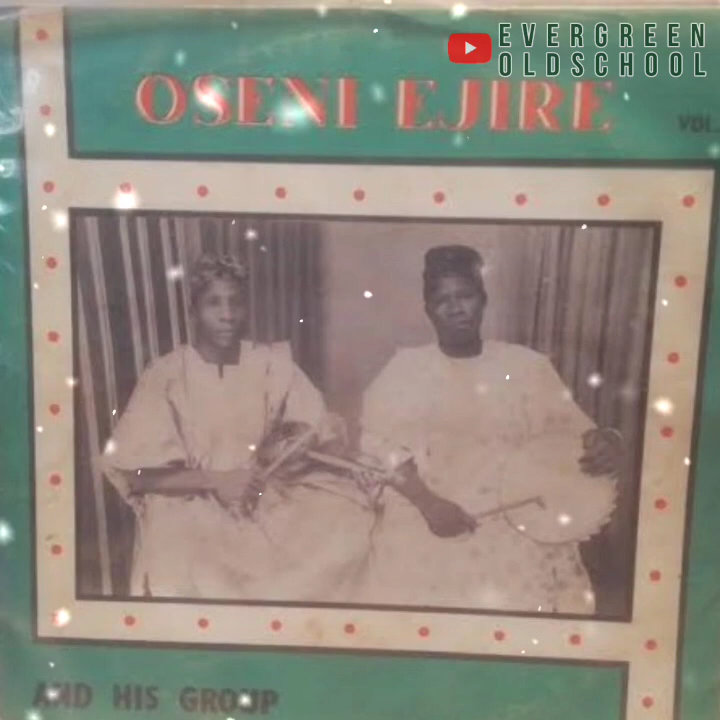 EVERGREEN
OLDSCHOOL
OSENI EJIRE
VOL.
AND HIS GROUP